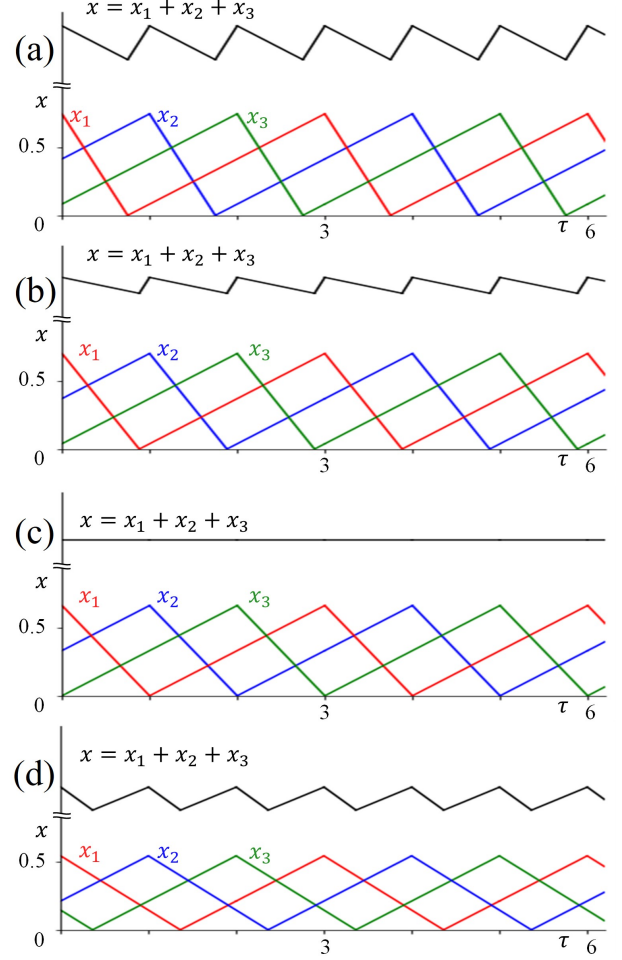 x = x₁ + x₂ + x₃
(a)
x
x₁ x₂ x₃
0.5
0 3 τ 6
x = x₁ + x₂ + x₃
(b)
x
x₁ x₂ x₃
0.5
0 3 τ 6
x = x₁ + x₂ + x₃
(c)
x
x₁ x₂ x₃
0.5
0 3 τ 6
x = x₁ + x₂ + x₃
(d)
x
x₁ x₂ x₃
0.5
0 3 τ 6